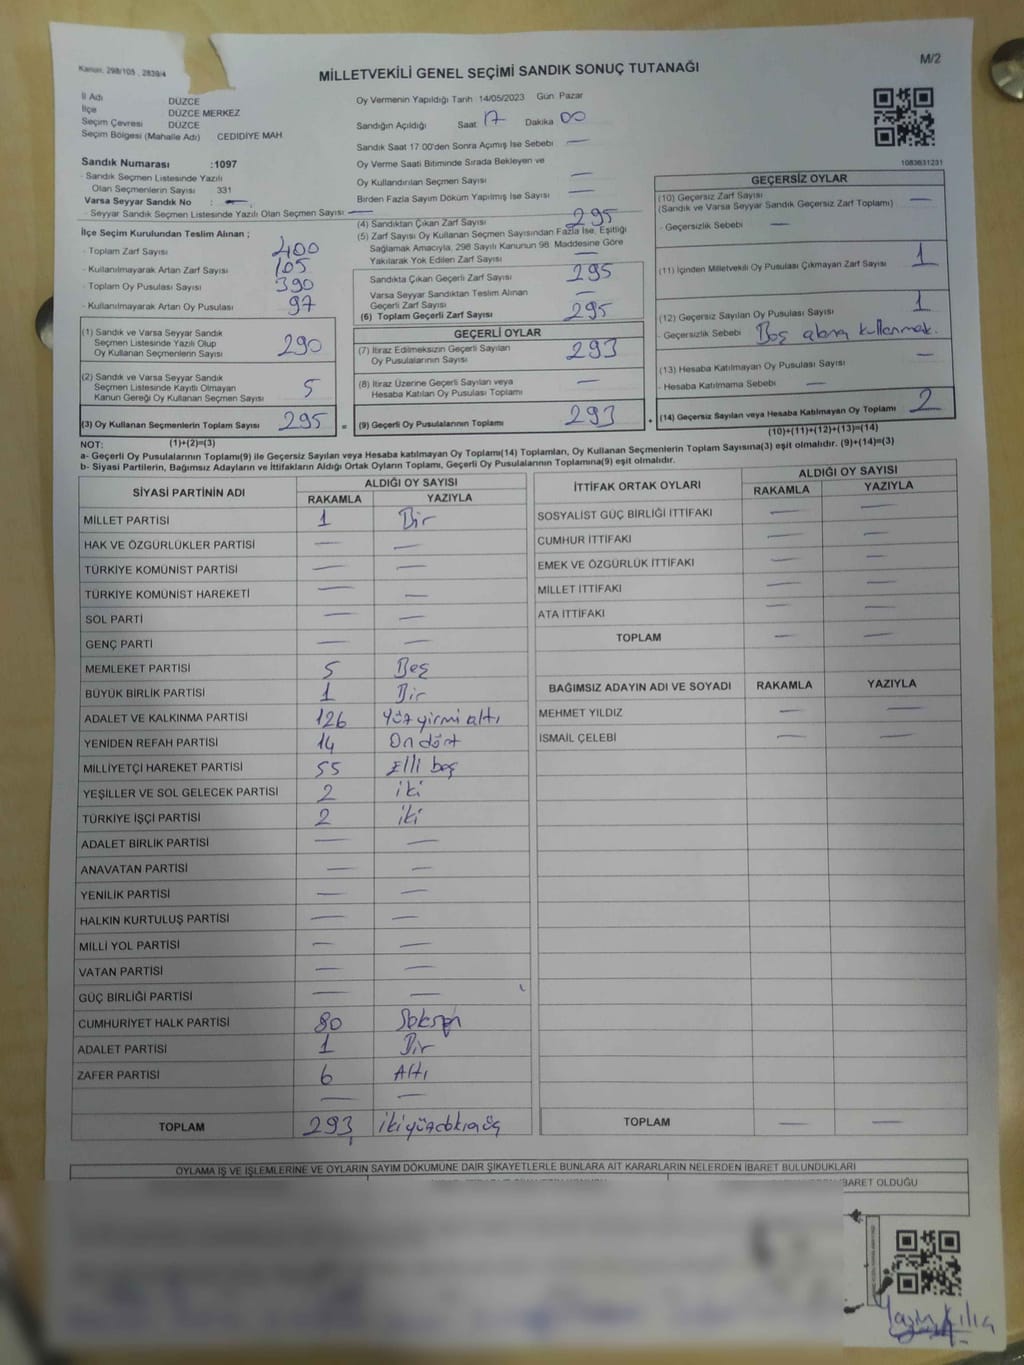 Kanun: 298/105 , 2839/4
MİLLETVEKİLİ GENEL SEÇİMİ SANDIK SONUÇ TUTANAĞI
M/2
İl Adı DÜZCE
İlçe DÜZCE MERKEZ
Seçim Çevresi DÜZCE
Seçim Bölgesi (Mahalle Adı) CEDİDİYE MAH.
Sandık Numarası :1097
- Sandık Seçmen Listesinde Yazılı
Olan Seçmenlerin Sayısı 331
Varsa Seyyar Sandık No : —
- Seyyar Sandık Seçmen Listesinde Yazılı Olan Seçmen Sayısı: —
Oy Vermenin Yapıldığı Tarih 14/05/2023 Gün Pazar
Sandığın Açıldığı Saat 17 Dakika 00
Sandık Saat 17:00'den Sonra Açımış İse Sebebi —
Oy Verme Saati Bitiminde Sırada Bekleyen ve
Oy Kullandırılan Seçmen Sayısı —
Birden Fazla Sayım Döküm Yapılmış İse Sayısı —
1083631231
İlçe Seçim Kurulundan Teslim Alınan ;
- Toplam Zarf Sayısı 400
- Kullanılmayarak Artan Zarf Sayısı 105
- Toplam Oy Pusulası Sayısı 390
- Kullanılmayarak Artan Oy Pusulası 97
(1) Sandık ve Varsa Seyyar Sandık
Seçmen Listesinde Yazılı Olup
Oy Kullanan Seçmenlerin Sayısı 290
(2) Sandık ve Varsa Seyyar Sandık
Seçmen Listesinde Kayıtlı Olmayan
Kanun Gereği Oy Kullanan Seçmen Sayısı 5
(3) Oy Kullanan Seçmenlerin Toplam Sayısı 295 =
(1)+(2)=(3)
(4) Sandıktan Çıkan Zarf Sayısı 295
(5) Zarf Sayısı Oy Kullanan Seçmen Sayısından Fazla İse, Eşitliği
Sağlamak Amacıyla, 298 Sayılı Kanunun 98. Maddesine Göre
Yakılarak Yok Edilen Zarf Sayısı —
Sandıkta Çıkan Geçerli Zarf Sayısı 295
Varsa Seyyar Sandıktan Teslim Alınan
Geçerli Zarf Sayısı —
(6) Toplam Geçerli Zarf Sayısı 295
GEÇERLİ OYLAR
(7) İtiraz Edilmeksizin Geçerli Sayılan
Oy Pusulalarının Sayısı 293
(8) İtiraz Üzerine Geçerli Sayılan veya
Hesaba Katılan Oy Pusulası Toplamı —
(9) Geçerli Oy Pusulalarının Toplamı 293 +
GEÇERSİZ OYLAR
(10) Geçersiz Zarf Sayısı —
(Sandık ve Varsa Seyyar Sandık Geçersiz Zarf Toplamı)
- Geçersizlik Sebebi —
(11) İçinden Milletvekili Oy Pusulası Çıkmayan Zarf Sayısı 1
(12) Geçersiz Sayılan Oy Pusulası Sayısı 1
- Geçersizlik Sebebi Boş alana kullanmak.
(13) Hesaba Katılmayan Oy Pusulası Sayısı —
- Hesaba Katılmama Sebebi —
(14) Geçersiz Sayılan veya Hesaba Katılmayan Oy Toplamı 2
(10)+(11)+(12)+(13)=(14)
NOT:
a- Geçerli Oy Pusulasının Toplamı(9) ile Geçersiz Sayılan veya Hesaba katılmayan Oy Toplamı(14) Toplamları, Oy Kullanan Seçmenlerin Toplam Sayısına(3) eşit olmalıdır. (9)+(14)=(3)
b- Siyasi Partilerin, Bağımsız Adayların ve İttifakların Aldığı Ortak Oyların Toplamı, Geçerli Oy Pusulalarının Toplamına(9) eşit olmalıdır.
SİYASİ PARTİNİN ADI ALDIĞI OY SAYISI
RAKAMLA YAZIYLA
MİLLET PARTİSİ 1 Bir
HAK VE ÖZGÜRLÜKLER PARTİSİ — —
TÜRKİYE KOMÜNİST PARTİSİ — —
TÜRKİYE KOMÜNİST HAREKETİ — —
SOL PARTİ — —
GENÇ PARTİ — —
MEMLEKET PARTİSİ 5 Beş
BÜYÜK BİRLİK PARTİSİ 1 Bir
ADALET VE KALKINMA PARTİSİ 126 Yüz yirmi altı
YENİDEN REFAH PARTİSİ 14 On dört
MİLLİYETÇİ HAREKET PARTİSİ 55 Elli beş
YEŞİLLER VE SOL GELECEK PARTİSİ 2 iki
TÜRKİYE İŞÇİ PARTİSİ 2 iki
ADALET BİRLİK PARTİSİ — —
ANAVATAN PARTİSİ — —
YENİLİK PARTİSİ — —
HALKIN KURTULUŞ PARTİSİ — —
MİLLİ YOL PARTİSİ — —
VATAN PARTİSİ — —
GÜÇ BİRLİĞİ PARTİSİ — —
CUMHURİYET HALK PARTİSİ 80 Seksen
ADALET PARTİSİ 1 Bir
ZAFER PARTİSİ 6 Altı
— —
TOPLAM 293
İTTİFAK ORTAK OYLARI ALDIĞI OY SAYISI
RAKAMLA YAZIYLA
SOSYALİST GÜÇ BİRLİĞİ İTTİFAKI — —
CUMHUR İTTİFAKI — —
EMEK VE ÖZGÜRLÜK İTTİFAKI — —
MİLLET İTTİFAKI — —
ATA İTTİFAKI — —
TOPLAM — —
BAĞIMSIZ ADAYIN ADI VE SOYADI RAKAMLA YAZIYLA
MEHMET YILDIZ — —
İSMAİL ÇELEBİ — —
TOPLAM — —
OYLAMA İŞ VE İŞLEMLERİNE VE OYLARIN SAYIM DÖKÜMÜNE DAİR ŞİKAYETLERLE BUNLARA AİT KARARLARIN NELERDEN İBARET BULUNDUKLARI
İBARET OLDUĞU